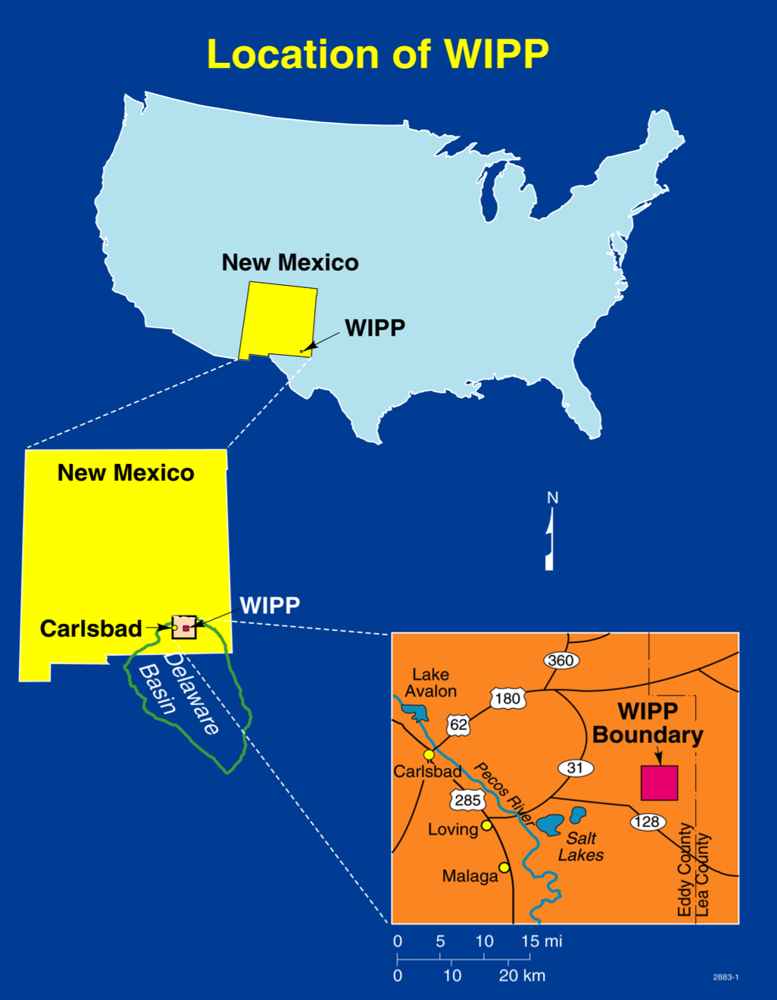 Location of WIPP
New Mexico
WIPP
New Mexico
N
WIPP
Carlsbad
Delaware
Basin
360
Lake
Avalon
180
62
WIPP
Boundary
Carlsbad
Pecos River
31
285
128
Loving
Salt
Lakes
Malaga
Eddy County
Lea County
0 5 10 15 mi
0 10 20 km
2883-1